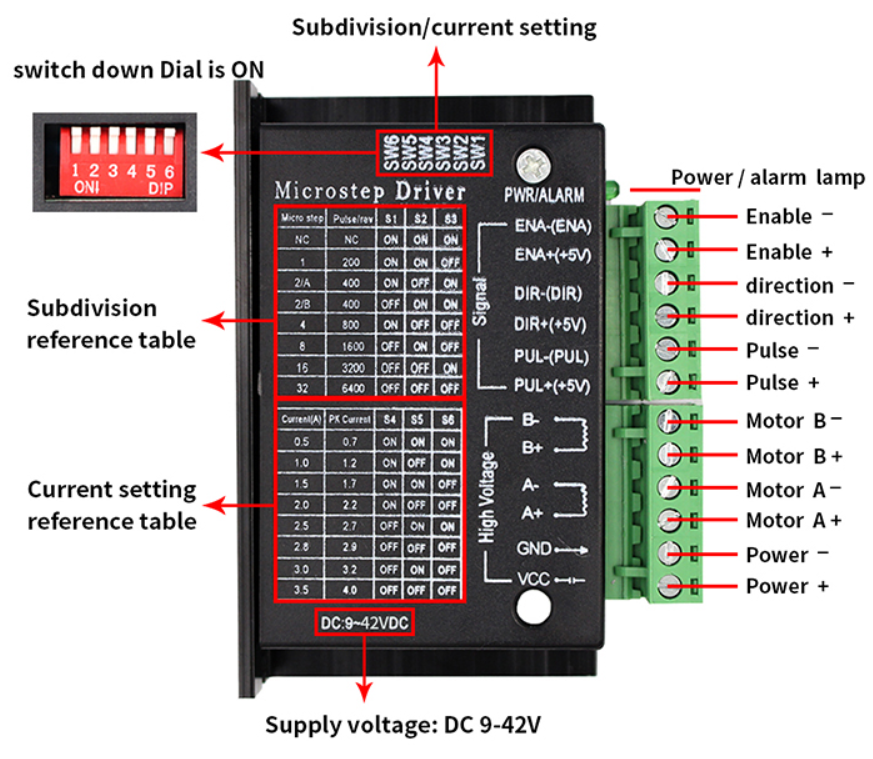 Subdivision/current setting
switch down Dial is ON
1 2 3 4 5 6
ON DIP
SW6
SW5
SW4
SW3
SW2
SW1
Microstep Driver
PWR/ALARM
Power / alarm lamp
Subdivision
reference table
Micro step Pulse/rev S1 S2 S3
NC NC ON ON ON
1 200 ON ON OFF
2/A 400 ON OFF ON
2/B 400 OFF ON ON
4 800 ON OFF OFF
8 1600 OFF ON OFF
16 3200 OFF OFF ON
32 6400 OFF OFF OFF
Current setting
reference table
Current(A) PK Current S4 S5 S6
0.5 0.7 ON ON ON
1.0 1.2 ON OFF ON
1.5 1.7 ON ON OFF
2.0 2.2 ON OFF OFF
2.5 2.7 OFF ON ON
2.8 2.9 OFF OFF ON
3.0 3.2 OFF ON OFF
3.5 4.0 OFF OFF OFF
Signal
ENA-(ENA)
ENA+(+5V)
DIR-(DIR)
DIR+(+5V)
PUL-(PUL)
PUL+(+5V)
High Voltage
B-
B+
A-
A+
GND
VCC
Enable −
Enable +
direction −
direction +
Pulse −
Pulse +
Motor B−
Motor B+
Motor A−
Motor A+
Power −
Power +
DC:9~42VDC
Supply voltage: DC 9-42V